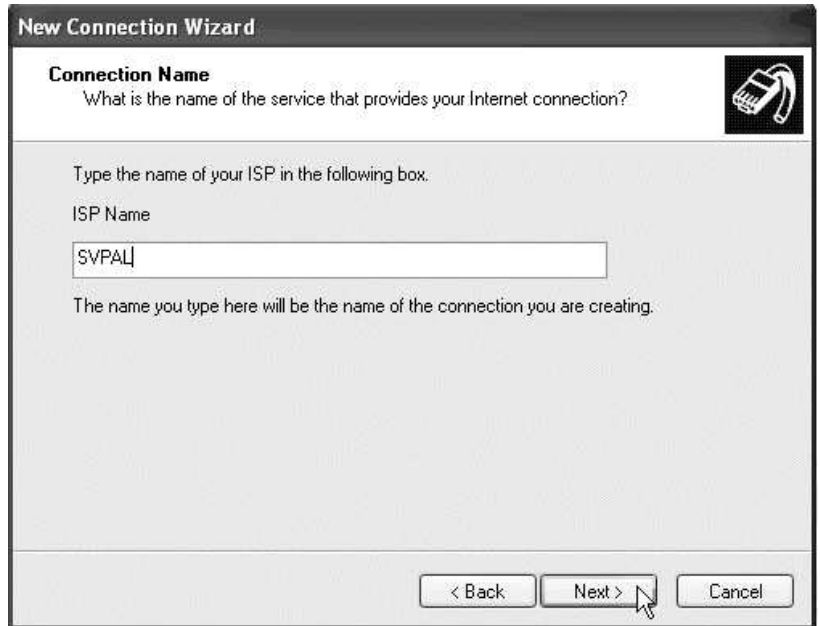 New Connection Wizard
Connection Name
What is the name of the service that provides your Internet connection?
Type the name of your ISP in the following box.
ISP Name
SVPAL
The name you type here will be the name of the connection you are creating.
< Back Next > Cancel